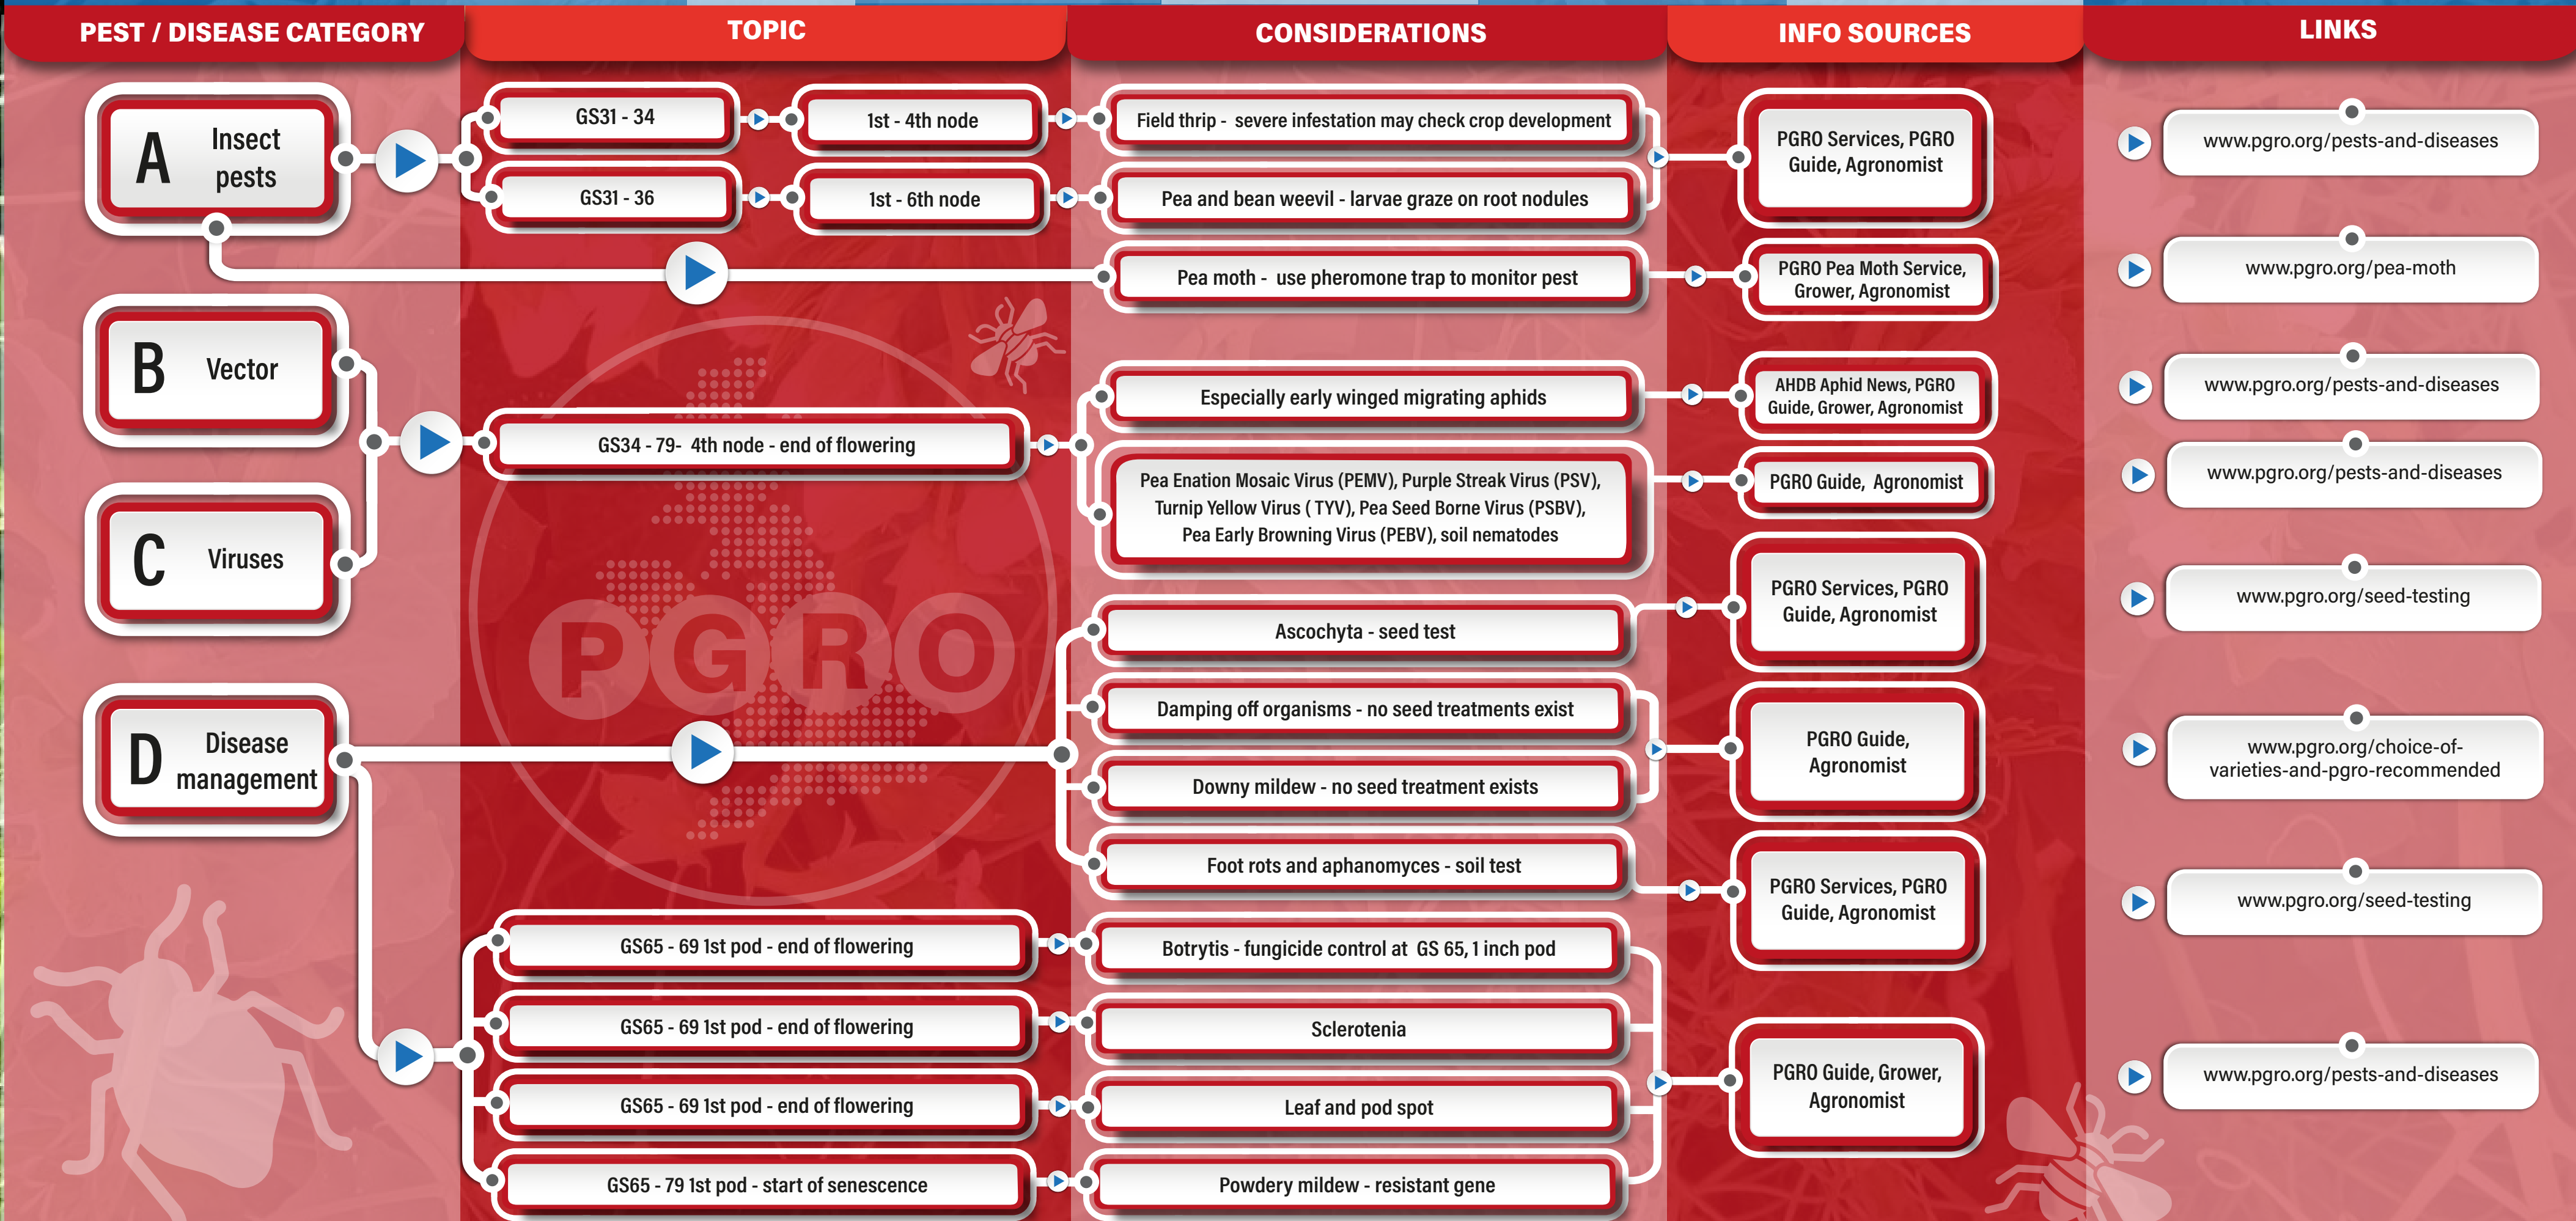 PEST / DISEASE CATEGORY
TOPIC
CONSIDERATIONS
INFO SOURCES
LINKS
A
Insect
pests
GS31 - 34
1st - 4th node
Field thrip - severe infestation may check crop development
GS31 - 36
1st - 6th node
Pea and bean weevil - larvae graze on root nodules
PGRO Services, PGRO
Guide, Agronomist
www.pgro.org/pests-and-diseases
Pea moth - use pheromone trap to monitor pest
PGRO Pea Moth Service,
Grower, Agronomist
www.pgro.org/pea-moth
B
Vector
C
Viruses
GS34 - 79- 4th node - end of flowering
Especially early winged migrating aphids
AHDB Aphid News, PGRO
Guide, Grower, Agronomist
www.pgro.org/pests-and-diseases
Pea Enation Mosaic Virus (PEMV), Purple Streak Virus (PSV),
Turnip Yellow Virus ( TYV), Pea Seed Borne Virus (PSBV),
Pea Early Browning Virus (PEBV), soil nematodes
PGRO Guide, Agronomist
www.pgro.org/pests-and-diseases
PGRO
D
Disease
management
Ascochyta - seed test
PGRO Services, PGRO
Guide, Agronomist
www.pgro.org/seed-testing
Damping off organisms - no seed treatments exist
Downy mildew - no seed treatment exists
PGRO Guide,
Agronomist
www.pgro.org/choice-of-
varieties-and-pgro-recommended
Foot rots and aphanomyces - soil test
PGRO Services, PGRO
Guide, Agronomist
www.pgro.org/seed-testing
GS65 - 69 1st pod - end of flowering
Botrytis - fungicide control at GS 65, 1 inch pod
GS65 - 69 1st pod - end of flowering
Sclerotenia
GS65 - 69 1st pod - end of flowering
Leaf and pod spot
GS65 - 79 1st pod - start of senescence
Powdery mildew - resistant gene
PGRO Guide, Grower,
Agronomist
www.pgro.org/pests-and-diseases